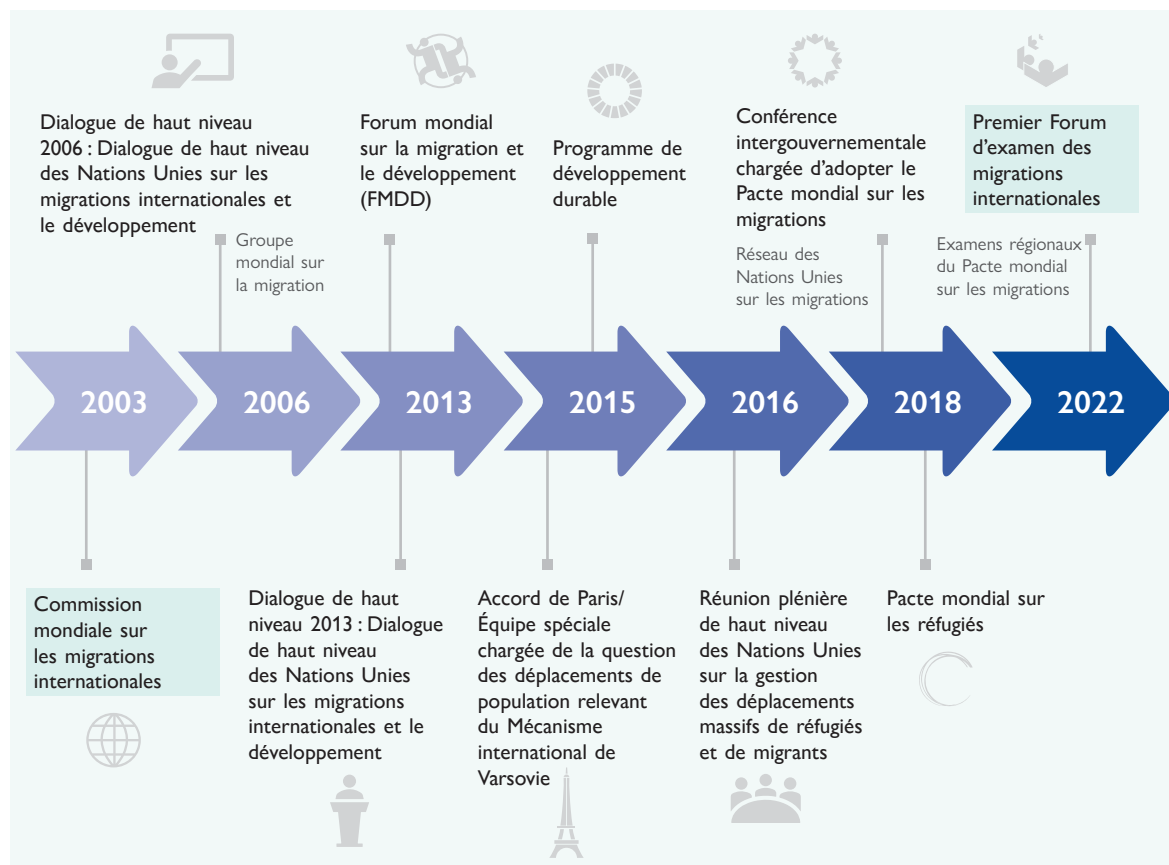 Dialogue de haut niveau
2006 : Dialogue de haut niveau
des Nations Unies sur les
migrations internationales et
le développement
Groupe
mondial sur
la migration
Forum mondial
sur la migration et
le développement
(FMDD)
Programme de
développement
durable
Conférence
intergouvernementale
chargée d’adopter le
Pacte mondial sur les
migrations
Réseau des
Nations Unies
sur les migrations
Premier Forum
d’examen des
migrations
internationales
Examens régionaux
du Pacte mondial
sur les migrations
2003
2006
2013
2015
2016
2018
2022
Commission
mondiale sur
les migrations
internationales
Dialogue de haut
niveau 2013 : Dialogue
de haut niveau
des Nations Unies
sur les migrations
internationales et le
développement
Accord de Paris/
Équipe spéciale
chargée de la question
des déplacements de
population relevant
du Mécanisme
international de
Varsovie
Réunion plénière
de haut niveau
des Nations Unies
sur la gestion
des déplacements
massifs de réfugiés
et de migrants
Pacte mondial sur
les réfugiés